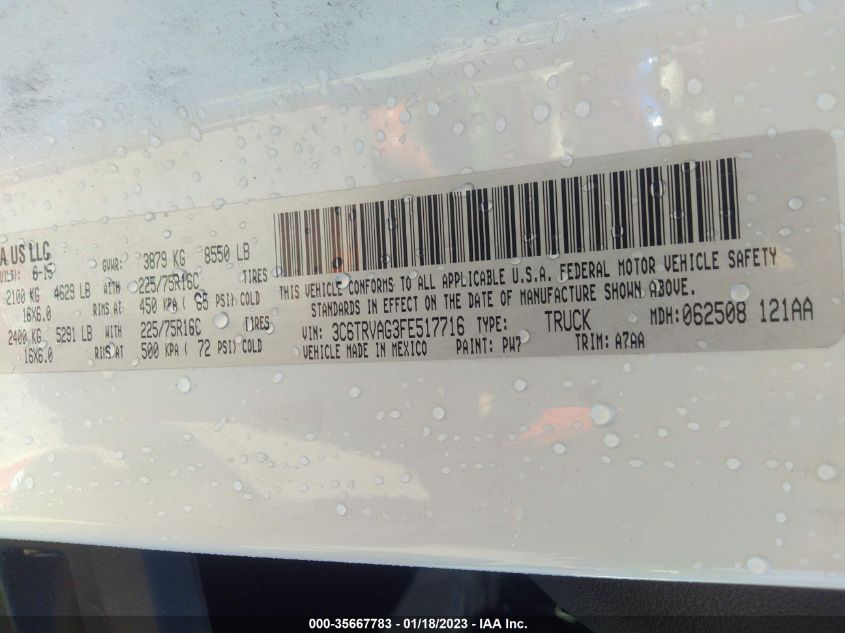 A US LLC
6-15 GVWR: 3879 KG 8550 LB
2100 KG 4629 LB WITH 225/75R16C TIRES
16X6.0 RIMS AT 450 KPA ( 65 PSI) COLD
2400 KG 5291 LB WITH 225/75R16C TIRES
16X6.0 RIMS AT 500 KPA ( 72 PSI) COLD
THIS VEHICLE CONFORMS TO ALL APPLICABLE U.S.A. FEDERAL MOTOR VEHICLE SAFETY
STANDARDS IN EFFECT ON THE DATE OF MANUFACTURE SHOWN ABOVE.
VIN: 3C6TRVAG3FE517716 TYPE: TRUCK MDH: 062508 121AA
VEHICLE MADE IN MEXICO PAINT: PW7 TRIM: A7AA
000-35667783 - 01/18/2023 - IAA Inc.